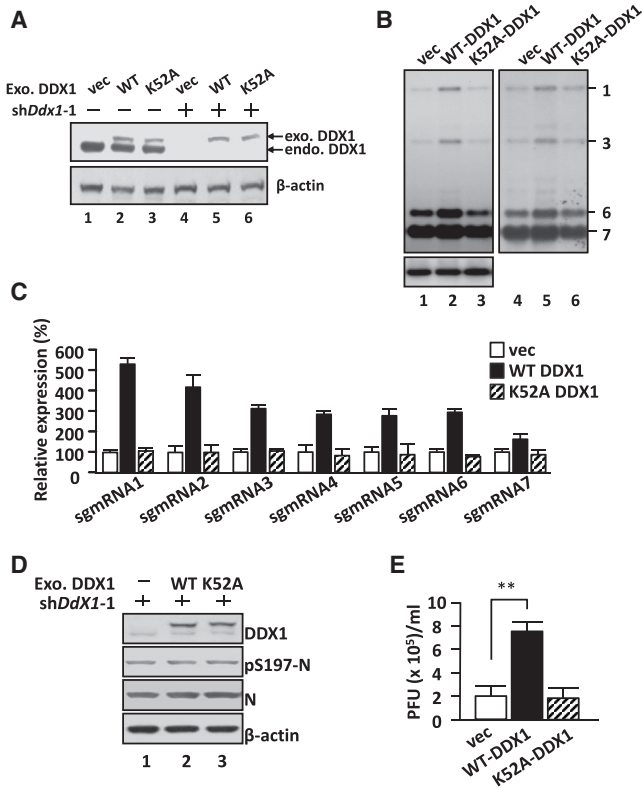 A
Exo. DDX1 vec WT K52A vec WT K52A
shDdx1-1 − − − + + +
exo. DDX1
endo. DDX1
β-actin
1 2 3 4 5 6
B
vec WT-DDX1 K52A-DDX1 vec WT-DDX1 K52A-DDX1
1
3
6
7
1 2 3 4 5 6
C
Relative expression (%)
600
500
400
300
200
100
0
vec
WT DDX1
K52A DDX1
sgmRNA1 sgmRNA2 sgmRNA3 sgmRNA4 sgmRNA5 sgmRNA6 sgmRNA7
D
Exo. DDX1 − WT K52A
shDdX1-1 + + +
DDX1
pS197-N
N
β-actin
1 2 3
E
PFU (x 10⁵)/ml
10
8
6
4
2
0
**
vec WT-DDX1 K52A-DDX1